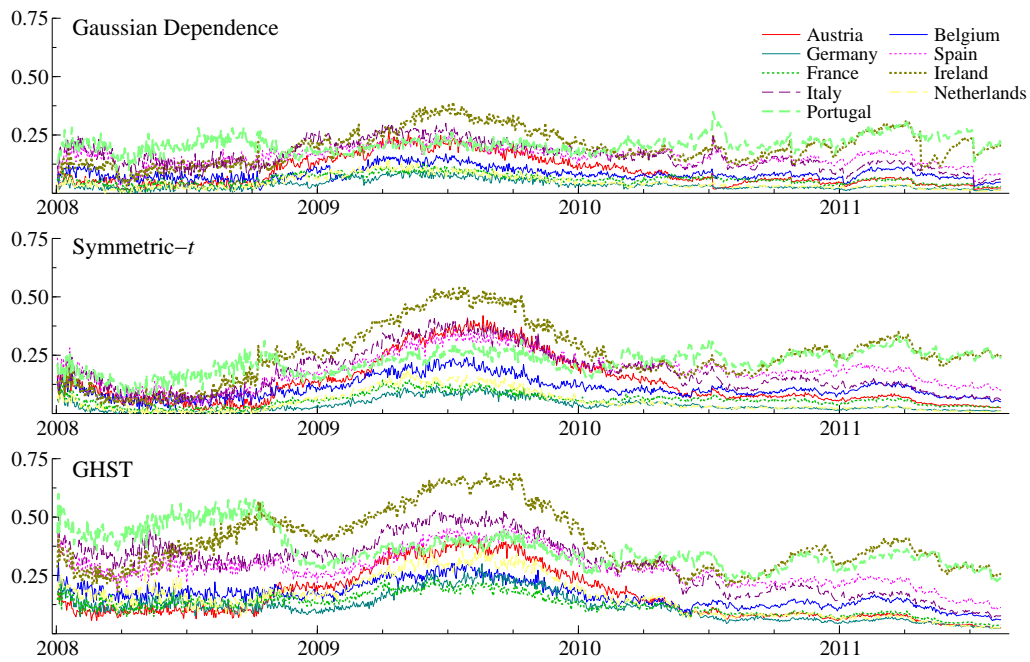 0.75
Gaussian Dependence
Austria Belgium
Germany Spain
France Ireland
Italy Netherlands
Portugal
0.50
0.25
2008 2009 2010 2011
0.75
Symmetric-t
0.50
0.25
2008 2009 2010 2011
0.75
GHST
0.50
0.25
2008 2009 2010 2011